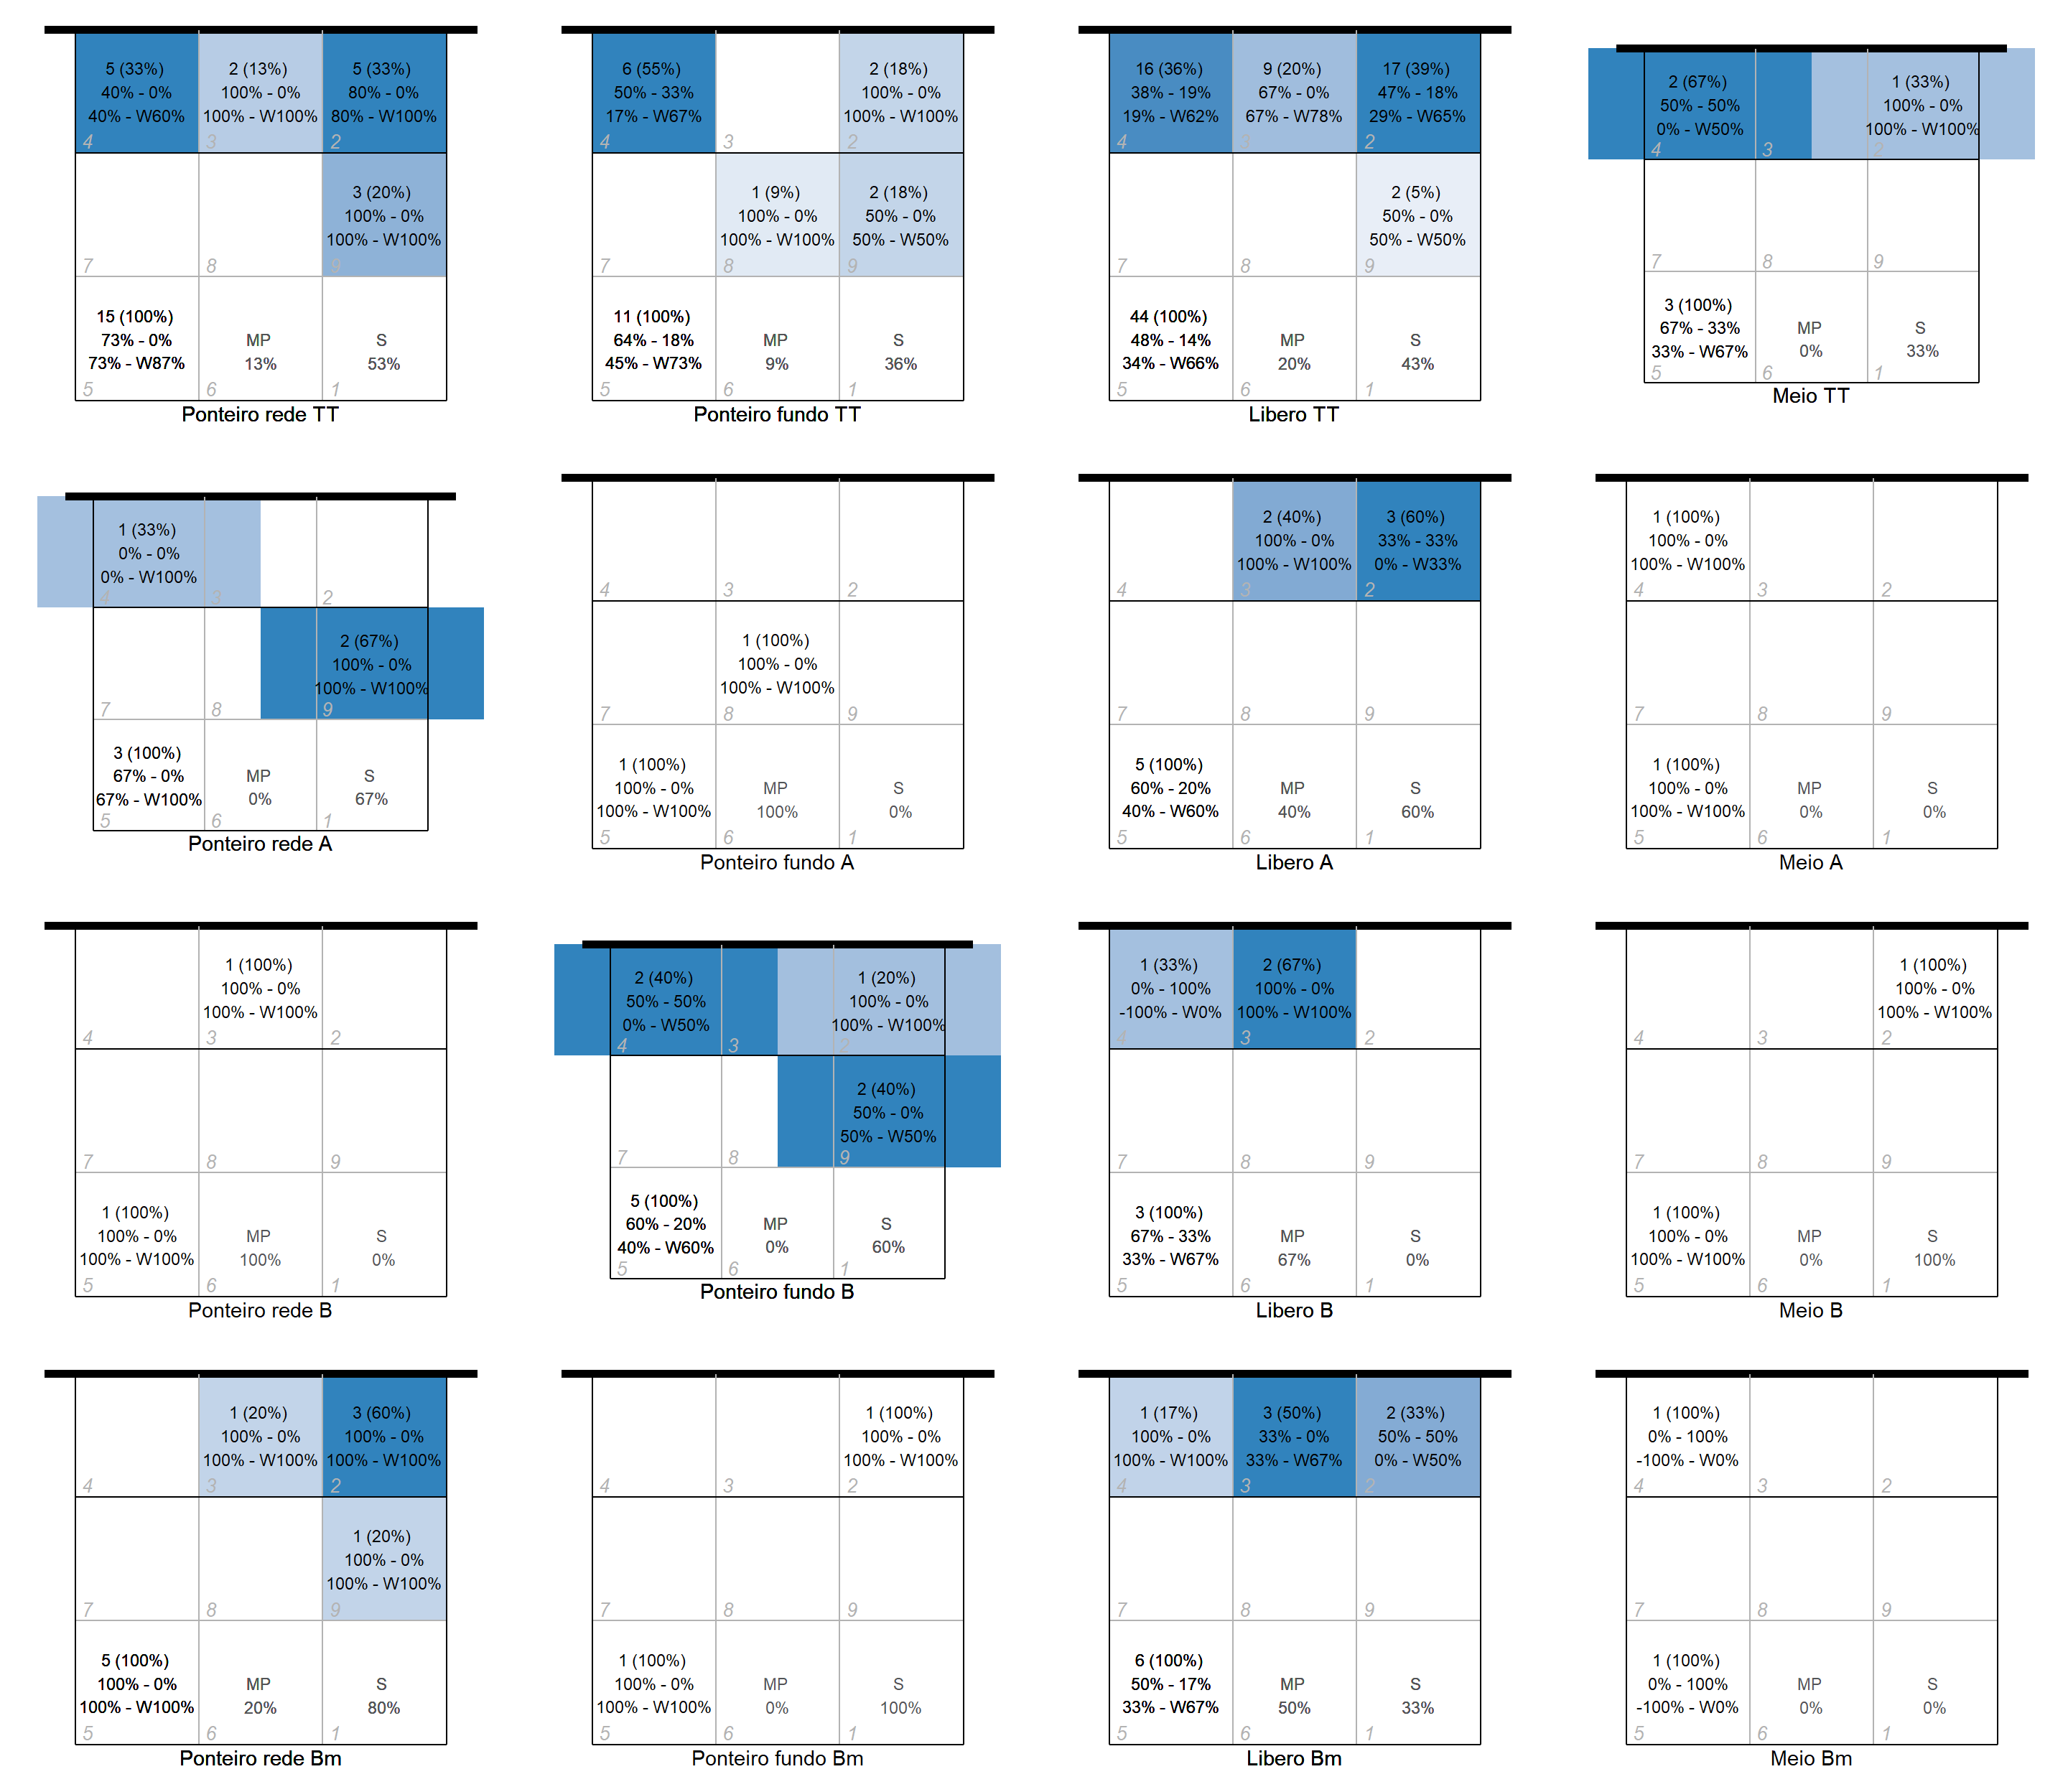 5 (33%)
40% - 0%
40% - W60%
4
2 (13%)
100% - 0%
100% - W100%
3
5 (33%)
80% - 0%
80% - W100%
2
7
8
3 (20%)
100% - 0%
100% - W100%
9
15 (100%)
73% - 0%
73% - W87%
5
MP
13%
6
S
53%
1
Ponteiro rede TT
6 (55%)
50% - 33%
17% - W67%
4
3
2 (18%)
100% - 0%
100% - W100%
2
7
1 (9%)
100% - 0%
100% - W100%
8
2 (18%)
50% - 0%
50% - W50%
9
11 (100%)
64% - 18%
45% - W73%
5
MP
9%
6
S
36%
1
Ponteiro fundo TT
16 (36%)
38% - 19%
19% - W62%
4
9 (20%)
67% - 0%
67% - W78%
3
17 (39%)
47% - 18%
29% - W65%
2
7
8
2 (5%)
50% - 0%
50% - W50%
9
44 (100%)
48% - 14%
34% - W66%
5
MP
20%
6
S
43%
1
Libero TT
2 (67%)
50% - 50%
0% - W50%
4
3
1 (33%)
100% - 0%
100% - W100%
2
7
8
9
3 (100%)
67% - 33%
33% - W67%
5
MP
0%
6
S
33%
1
Meio TT
1 (33%)
0% - 0%
0% - W100%
4
3
2
7
8
2 (67%)
100% - 0%
100% - W100%
9
3 (100%)
67% - 0%
67% - W100%
5
MP
0%
6
S
67%
1
Ponteiro rede A
4
3
2
7
1 (100%)
100% - 0%
100% - W100%
8
9
1 (100%)
100% - 0%
100% - W100%
5
MP
100%
6
S
0%
1
Ponteiro fundo A
4
2 (40%)
100% - 0%
100% - W100%
3
3 (60%)
33% - 33%
0% - W33%
2
7
8
9
5 (100%)
60% - 20%
40% - W60%
5
MP
40%
6
S
60%
1
Libero A
1 (100%)
100% - 0%
100% - W100%
4
3
2
7
8
9
1 (100%)
100% - 0%
100% - W100%
5
MP
0%
6
S
0%
1
Meio A
4
1 (100%)
100% - 0%
100% - W100%
3
2
7
8
9
1 (100%)
100% - 0%
100% - W100%
5
MP
100%
6
S
0%
1
Ponteiro rede B
2 (40%)
50% - 50%
0% - W50%
4
3
1 (20%)
100% - 0%
100% - W100%
2
7
8
2 (40%)
50% - 0%
50% - W50%
9
5 (100%)
60% - 20%
40% - W60%
5
MP
0%
6
S
60%
1
Ponteiro fundo B
1 (33%)
0% - 100%
-100% - W0%
4
2 (67%)
100% - 0%
100% - W100%
3
2
7
8
9
3 (100%)
67% - 33%
33% - W67%
5
MP
67%
6
S
0%
1
Libero B
4
3
1 (100%)
100% - 0%
100% - W100%
2
7
8
9
1 (100%)
100% - 0%
100% - W100%
5
MP
0%
6
S
100%
1
Meio B
4
1 (20%)
100% - 0%
100% - W100%
3
3 (60%)
100% - 0%
100% - W100%
2
7
8
1 (20%)
100% - 0%
100% - W100%
9
5 (100%)
100% - 0%
100% - W100%
5
MP
20%
6
S
80%
1
Ponteiro rede Bm
4
3
1 (100%)
100% - 0%
100% - W100%
2
7
8
9
1 (100%)
100% - 0%
100% - W100%
5
MP
0%
6
S
100%
1
Ponteiro fundo Bm
1 (17%)
100% - 0%
100% - W100%
4
3 (50%)
33% - 0%
33% - W67%
3
2 (33%)
50% - 50%
0% - W50%
2
7
8
9
6 (100%)
50% - 17%
33% - W67%
5
MP
50%
6
S
33%
1
Libero Bm
1 (100%)
0% - 100%
-100% - W0%
4
3
2
7
8
9
1 (100%)
0% - 100%
-100% - W0%
5
MP
0%
6
S
0%
1
Meio Bm